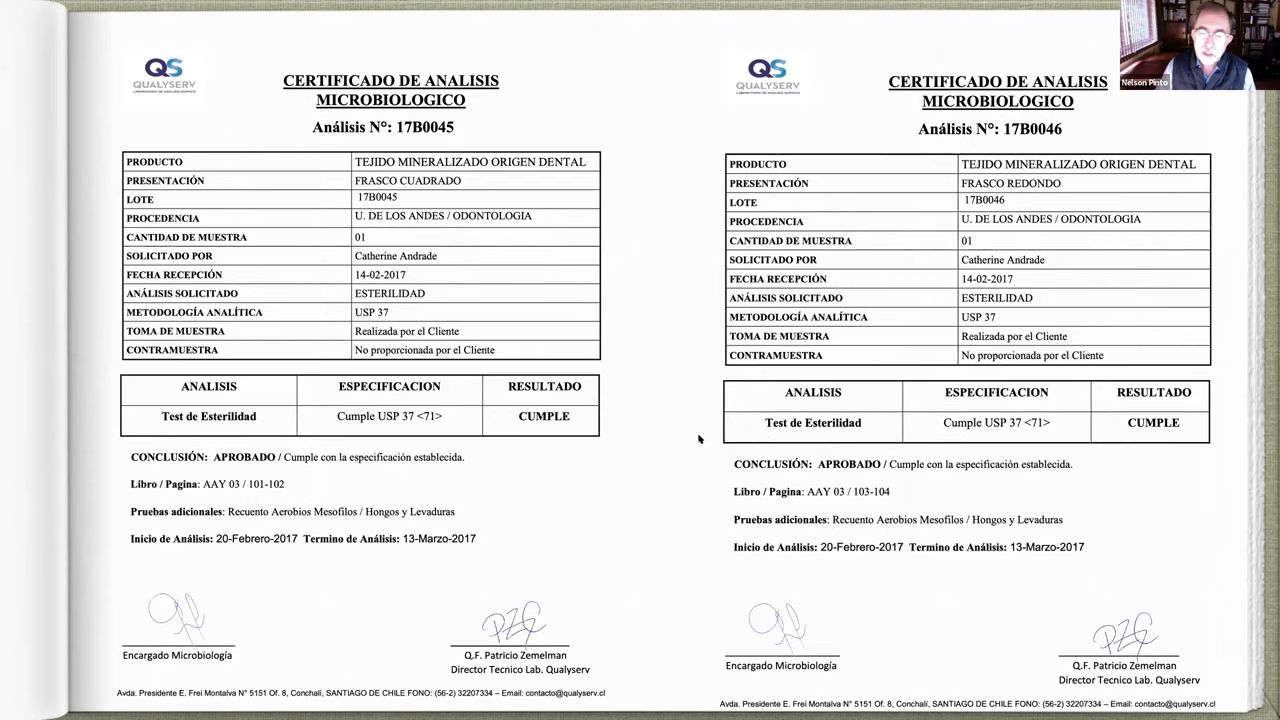 QS
QUALYSERV
LABORATORIO DE ANALISIS QUIMICO
CERTIFICADO DE ANALISIS
MICROBIOLOGICO
Análisis N°: 17B0045
PRODUCTO TEJIDO MINERALIZADO ORIGEN DENTAL
PRESENTACIÓN FRASCO CUADRADO
LOTE 17B0045
PROCEDENCIA U. DE LOS ANDES / ODONTOLOGIA
CANTIDAD DE MUESTRA 01
SOLICITADO POR Catherine Andrade
FECHA RECEPCIÓN 14-02-2017
ANÁLISIS SOLICITADO ESTERILIDAD
METODOLOGÍA ANALÍTICA USP 37
TOMA DE MUESTRA Realizada por el Cliente
CONTRAMUESTRA No proporcionada por el Cliente
ANALISIS ESPECIFICACION RESULTADO
Test de Esterilidad Cumple USP 37 <71> CUMPLE
CONCLUSIÓN: APROBADO / Cumple con la especificación establecida.
Libro / Pagina: AAY 03 / 101-102
Pruebas adicionales: Recuento Aerobios Mesofilos / Hongos y Levaduras
Inicio de Análisis: 20-Febrero-2017 Termino de Análisis: 13-Marzo-2017
Encargado Microbiología
Q.F. Patricio Zemelman
Director Tecnico Lab. Qualyserv
Avda. Presidente E. Frei Montalva N° 5151 Of. 8, Conchalí, SANTIAGO DE CHILE FONO: (56-2) 32207334 – Email: contacto@qualyserv.cl
QS
QUALYSERV
LABORATORIO DE ANALISIS QUIMICO
CERTIFICADO DE ANALISIS
MICROBIOLOGICO
Análisis N°: 17B0046
PRODUCTO TEJIDO MINERALIZADO ORIGEN DENTAL
PRESENTACIÓN FRASCO REDONDO
LOTE 17B0046
PROCEDENCIA U. DE LOS ANDES / ODONTOLOGIA
CANTIDAD DE MUESTRA 01
SOLICITADO POR Catherine Andrade
FECHA RECEPCIÓN 14-02-2017
ANÁLISIS SOLICITADO ESTERILIDAD
METODOLOGÍA ANALÍTICA USP 37
TOMA DE MUESTRA Realizada por el Cliente
CONTRAMUESTRA No proporcionada por el Cliente
ANALISIS ESPECIFICACION RESULTADO
Test de Esterilidad Cumple USP 37 <71> CUMPLE
CONCLUSIÓN: APROBADO / Cumple con la especificación establecida.
Libro / Pagina: AAY 03 / 103-104
Pruebas adicionales: Recuento Aerobios Mesofilos / Hongos y Levaduras
Inicio de Análisis: 20-Febrero-2017 Termino de Análisis: 13-Marzo-2017
Encargado Microbiología
Q.F. Patricio Zemelman
Director Tecnico Lab. Qualyserv
Avda. Presidente E. Frei Montalva N° 5151 Of. 8, Conchalí, SANTIAGO DE CHILE FONO: (56-2) 32207334 – Email: contacto@qualyserv.cl
Nelson Pinto